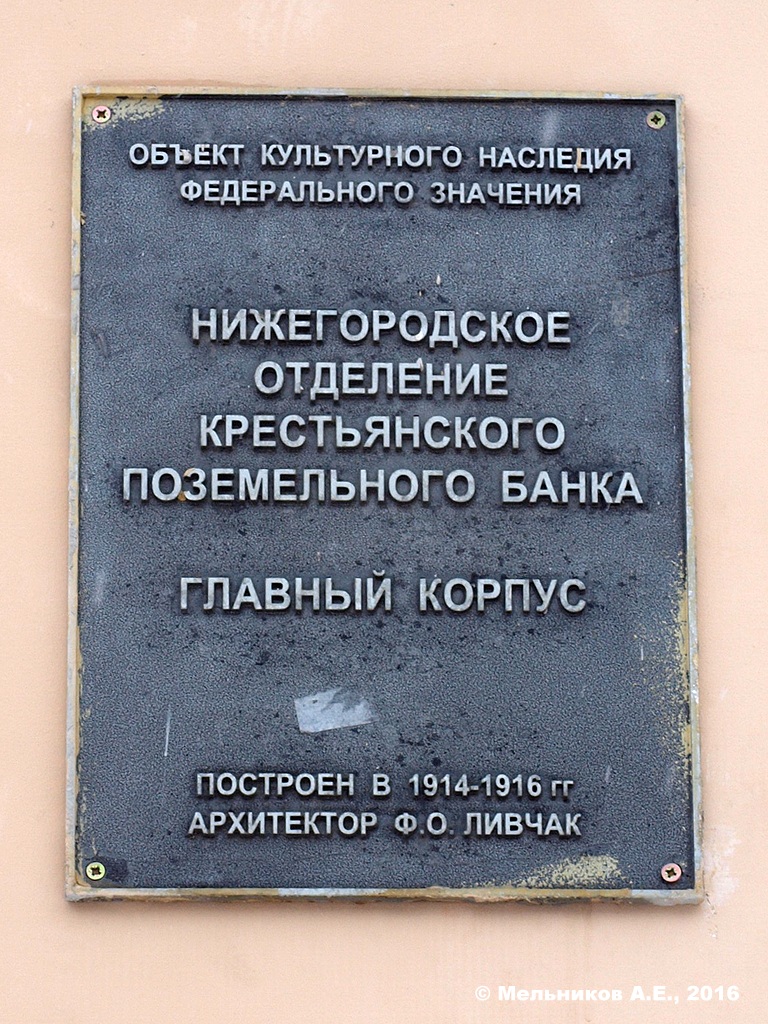 ОБЪЕКТ КУЛЬТУРНОГО НАСЛЕДИЯ
ФЕДЕРАЛЬНОГО ЗНАЧЕНИЯ
НИЖЕГОРОДСКОЕ
ОТДЕЛЕНИЕ
КРЕСТЬЯНСКОГО
ПОЗЕМЕЛЬНОГО БАНКА
ГЛАВНЫЙ КОРПУС
ПОСТРОЕН В 1914-1916 гг
АРХИТЕКТОР Ф.О. ЛИВЧАК
© Мельников А.Е., 2016